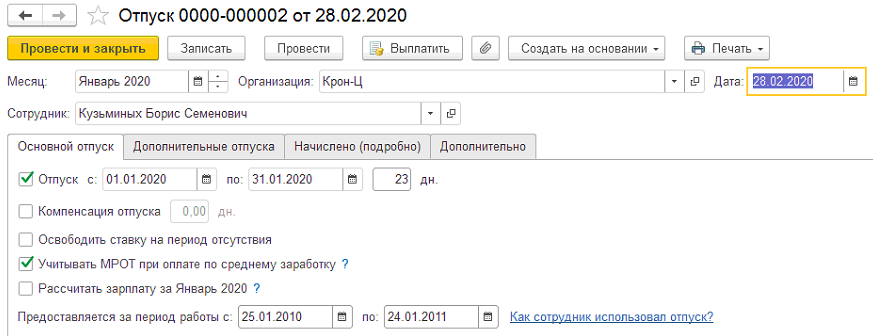 Отпуск 0000-000002 от 28.02.2020
Провести и закрыть Записать Провести Выплатить Создать на основании Печать
Месяц: Январь 2020 Организация: Крон-Ц Дата: 28.02.2020
Сотрудник: Кузьминых Борис Семенович
Основной отпуск Дополнительные отпуска Начислено (подробно) Дополнительно
Отпуск с: 01.01.2020 по: 31.01.2020 23 дн.
Компенсация отпуска 0,00 дн.
Освободить ставку на период отсутствия
Учитывать МРОТ при оплате по среднему заработку ?
Рассчитать зарплату за Январь 2020 ?
Предоставляется за период работы с: 25.01.2010 по: 24.01.2011 Как сотрудник использовал отпуск?